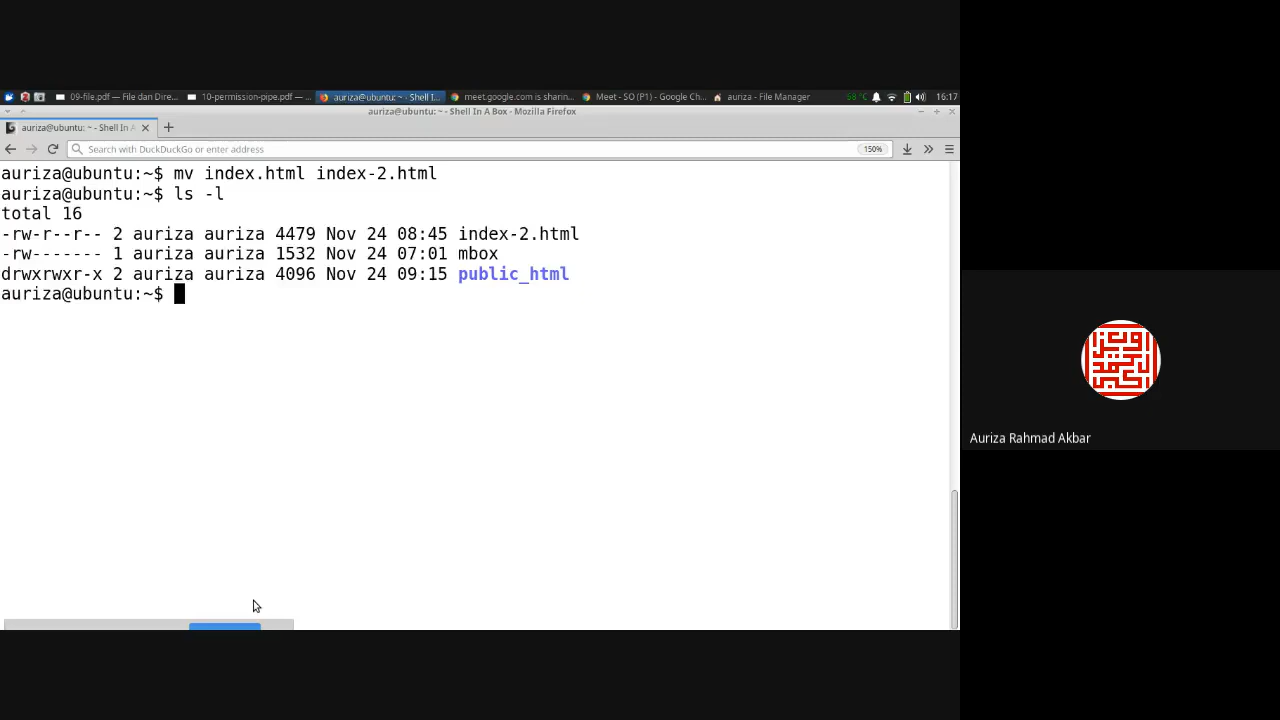 09-file.pdf — File dan Dire...
10-permission-pipe.pdf — ...
auriza@ubuntu: ~ - Shell I...
meet.google.com is sharin...
Meet - SO (P1) - Google Ch...
auriza - File Manager
68°C
16:17
auriza@ubuntu: ~ - Shell In A Box - Mozilla Firefox
auriza@ubuntu: ~ - Shell In A
Search with DuckDuckGo or enter address
150%
auriza@ubuntu:~$ mv index.html index-2.html
auriza@ubuntu:~$ ls -l
total 16
-rw-r--r-- 2 auriza auriza 4479 Nov 24 08:45 index-2.html
-rw------- 1 auriza auriza 1532 Nov 24 07:01 mbox
drwxrwxr-x 2 auriza auriza 4096 Nov 24 09:15 public_html
auriza@ubuntu:~$
Auriza Rahmad Akbar